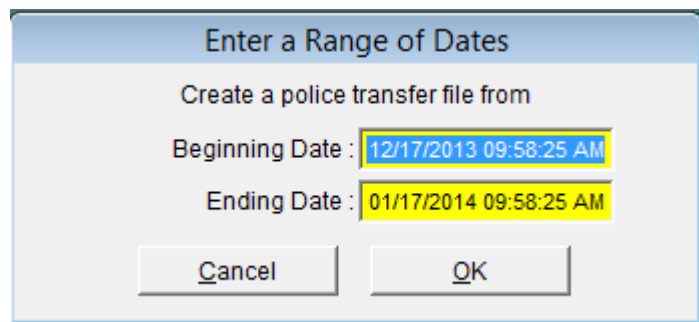 Enter a Range of Dates
Create a police transfer file from
Beginning Date : 12/17/2013 09:58:25 AM
Ending Date : 01/17/2014 09:58:25 AM
Cancel OK